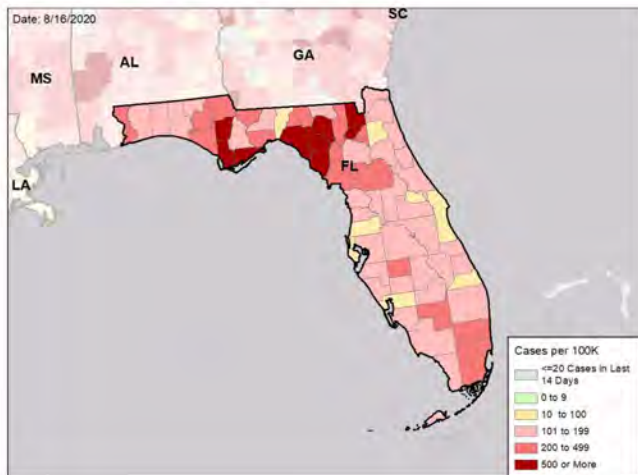 Date: 8/16/2020
SC
AL
GA
MS
FL
LA
Cases per 100K
<=20 Cases in Last
14 Days
0 to 9
10 to 100
101 to 199
200 to 499
500 or More